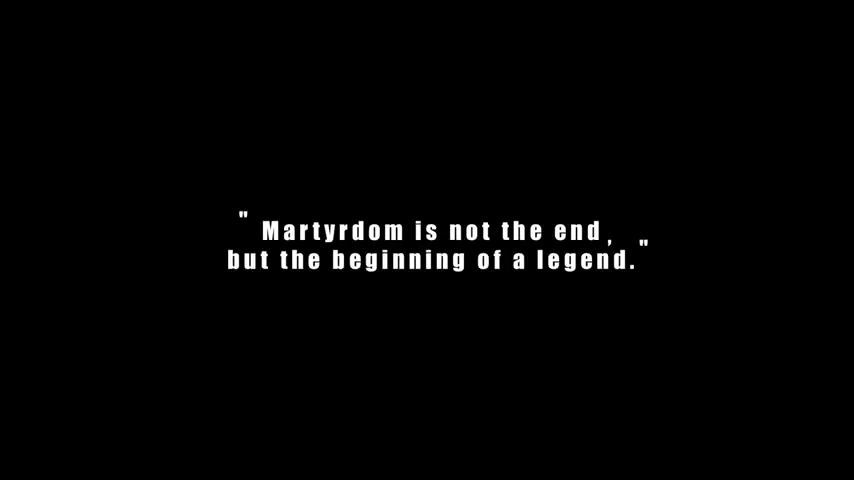 " Martyrdom is not the end,
but the beginning of a legend. "